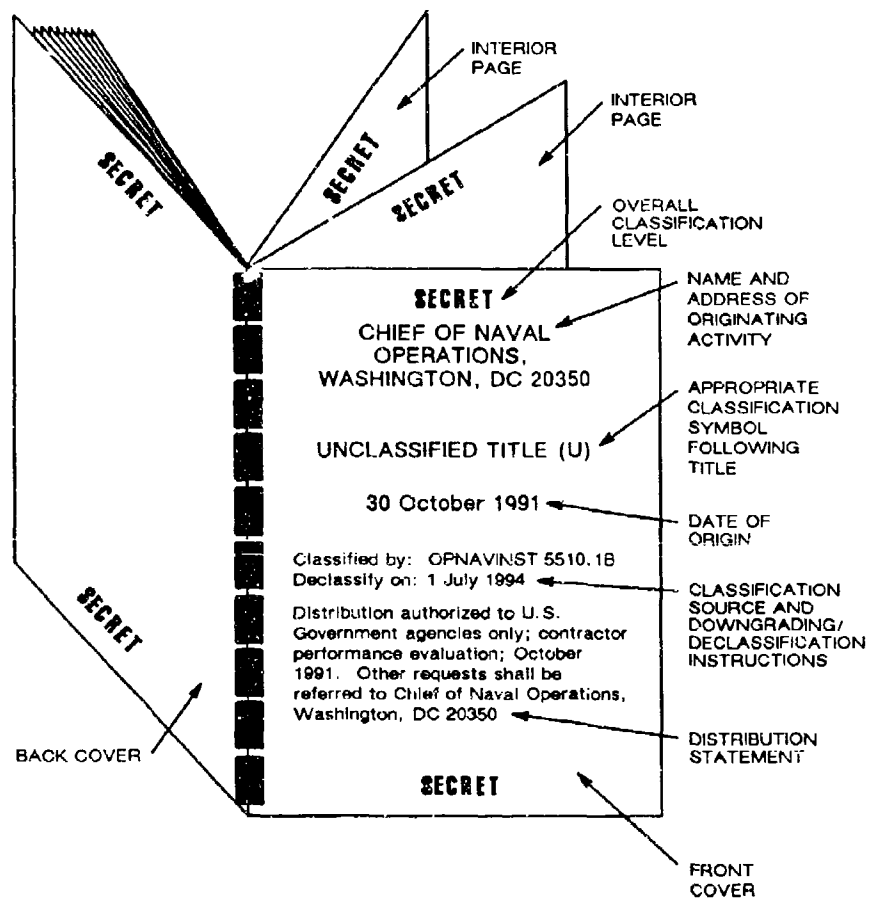 INTERIOR
PAGE
INTERIOR
PAGE
SECRET
SECRET
SECRET
OVERALL
CLASSIFICATION
LEVEL
SECRET
NAME AND
ADDRESS OF
ORIGINATING
ACTIVITY
CHIEF OF NAVAL
OPERATIONS,
WASHINGTON, DC 20350
APPROPRIATE
CLASSIFICATION
SYMBOL
FOLLOWING
TITLE
UNCLASSIFIED TITLE (U)
30 October 1991
DATE OF
ORIGIN
Classified by: OPNAVINST 5510.1B
Declassify on: 1 July 1994
CLASSIFICATION
SOURCE AND
DOWNGRADING/
DECLASSIFICATION
INSTRUCTIONS
Distribution authorized to U.S.
Government agencies only; contractor
performance evaluation; October
1991. Other requests shall be
referred to Chief of Naval Operations,
Washington, DC 20350
SECRET
BACK COVER
DISTRIBUTION
STATEMENT
SECRET
FRONT
COVER